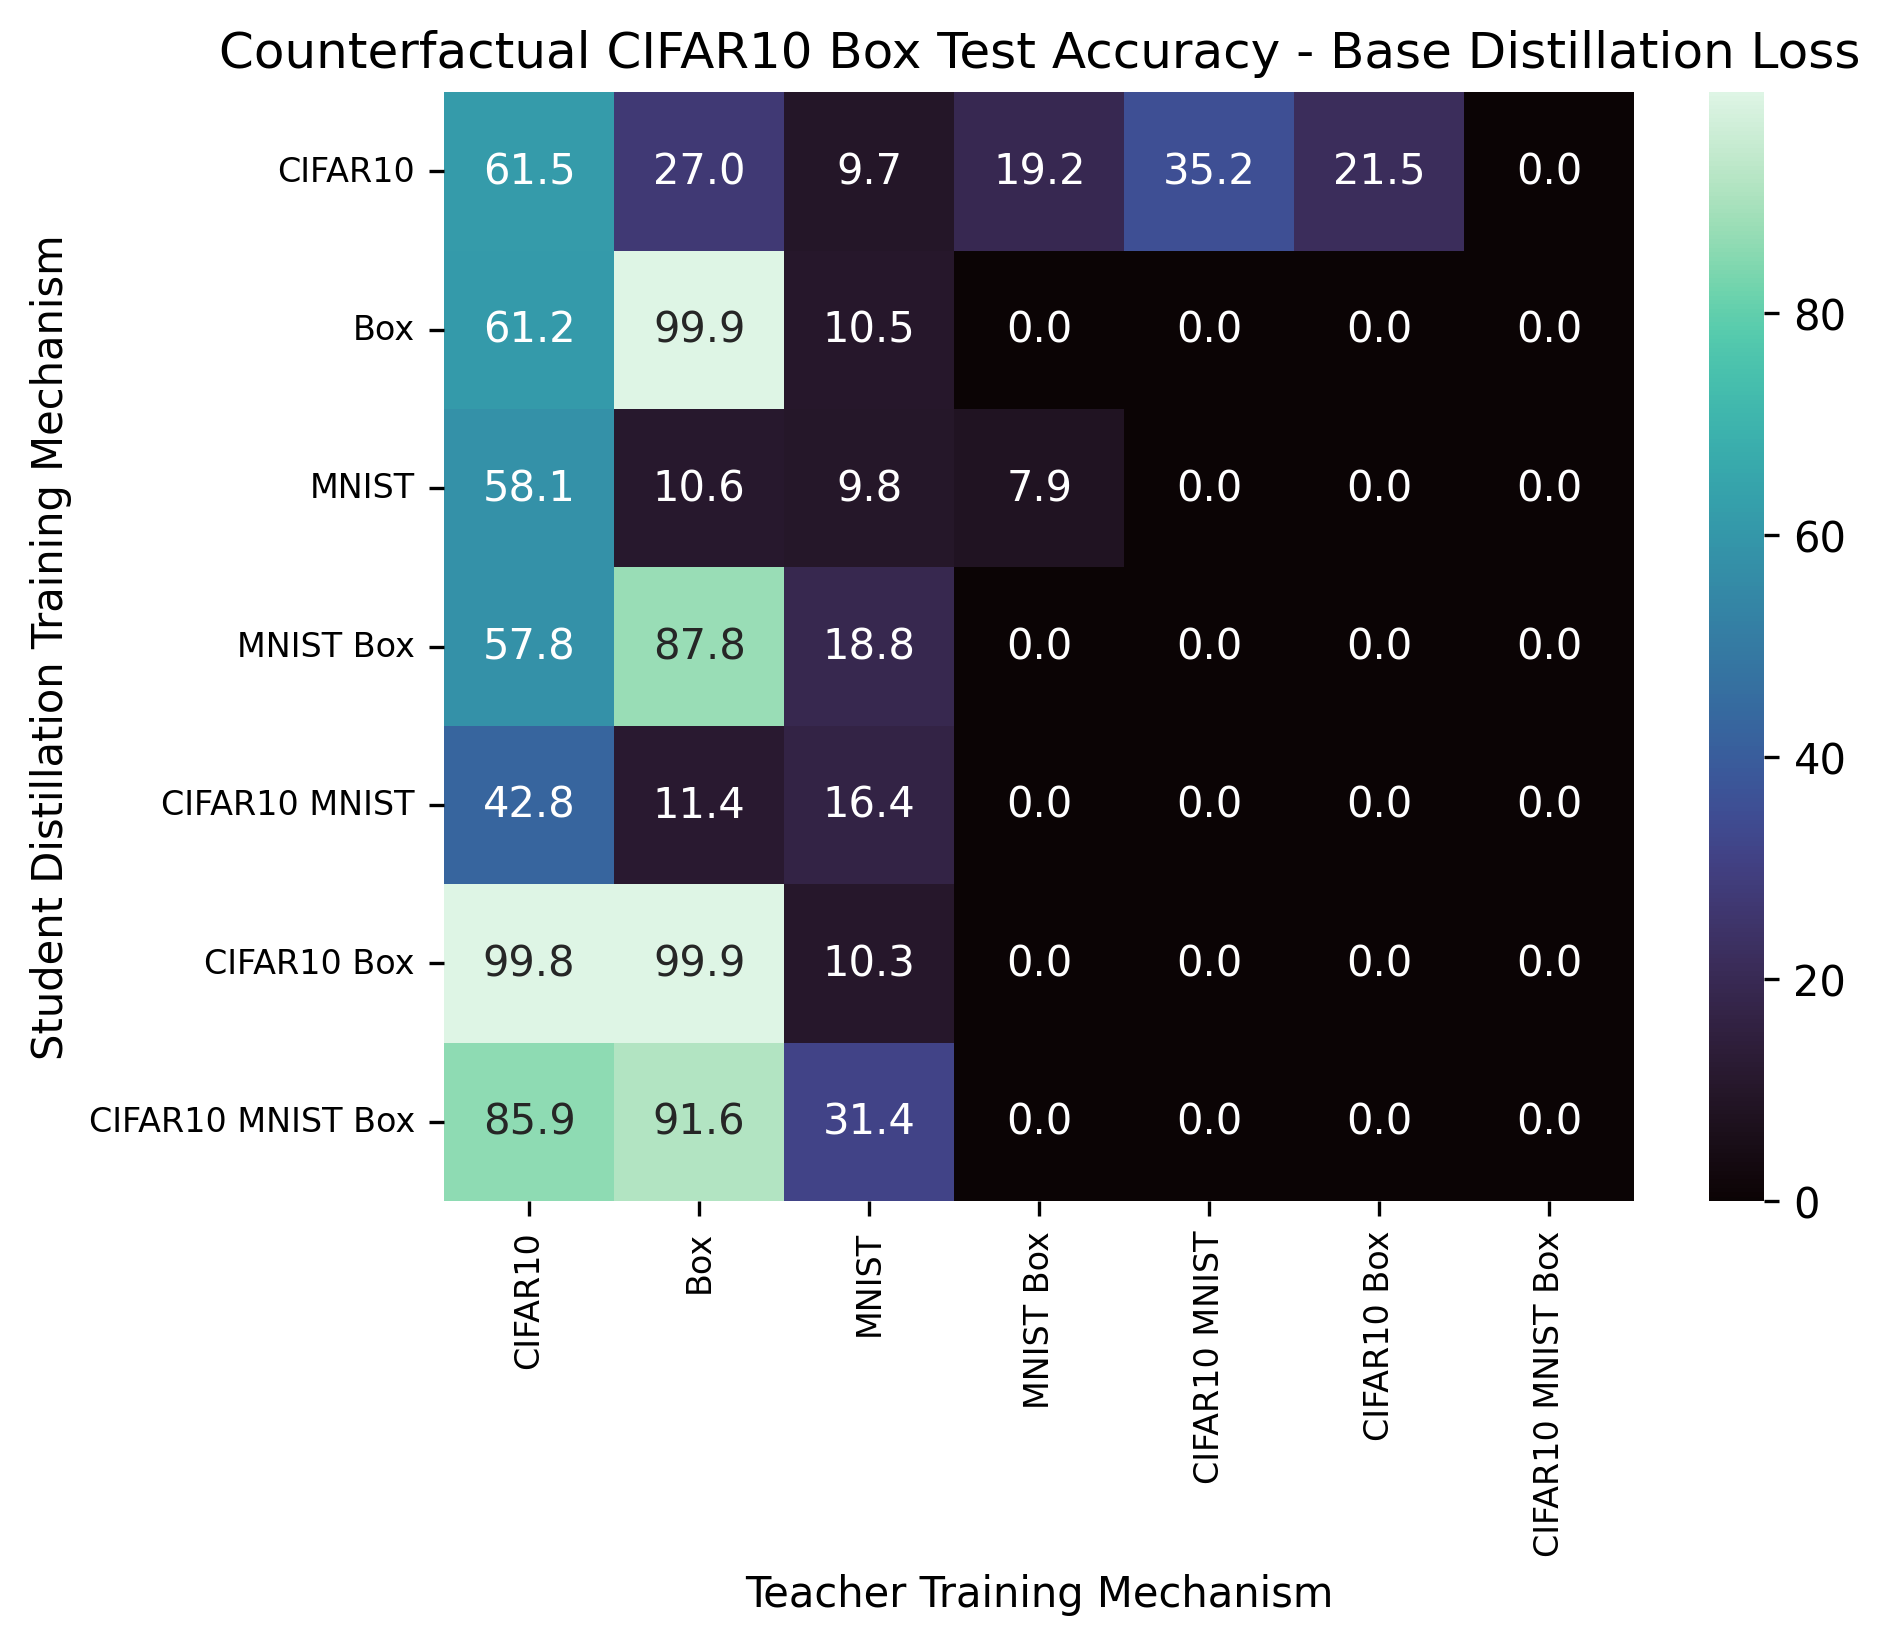 Counterfactual CIFAR10 Box Test Accuracy - Base Distillation Loss
Student Distillation Training Mechanism
CIFAR10 61.5 27.0 9.7 19.2 35.2 21.5 0.0
Box 61.2 99.9 10.5 0.0 0.0 0.0 0.0
MNIST 58.1 10.6 9.8 7.9 0.0 0.0 0.0
MNIST Box 57.8 87.8 18.8 0.0 0.0 0.0 0.0
CIFAR10 MNIST 42.8 11.4 16.4 0.0 0.0 0.0 0.0
CIFAR10 Box 99.8 99.9 10.3 0.0 0.0 0.0 0.0
CIFAR10 MNIST Box 85.9 91.6 31.4 0.0 0.0 0.0 0.0
CIFAR10
Box
MNIST
MNIST Box
CIFAR10 MNIST
CIFAR10 Box
CIFAR10 MNIST Box
Teacher Training Mechanism
80
60
40
20
0